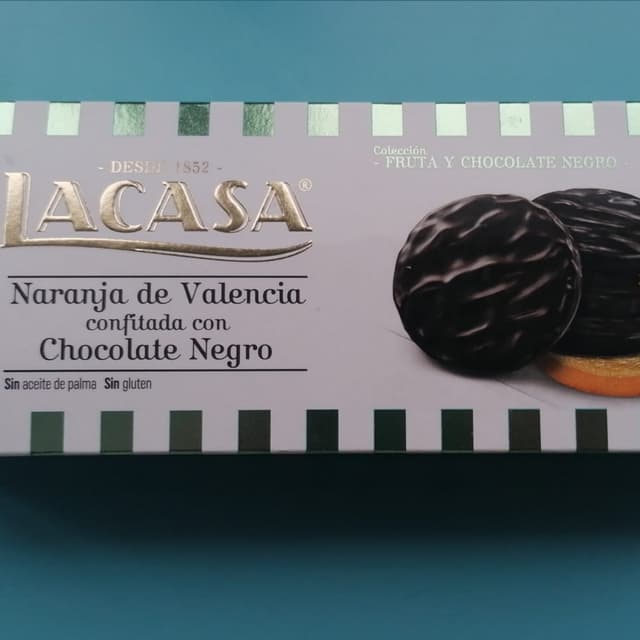 - DESDE 1852 -
LACASA®
Naranja de Valencia
confitada con
Chocolate Negro
Sin aceite de palma Sin gluten
Colección
- FRUTA Y CHOCOLATE NEGRO -